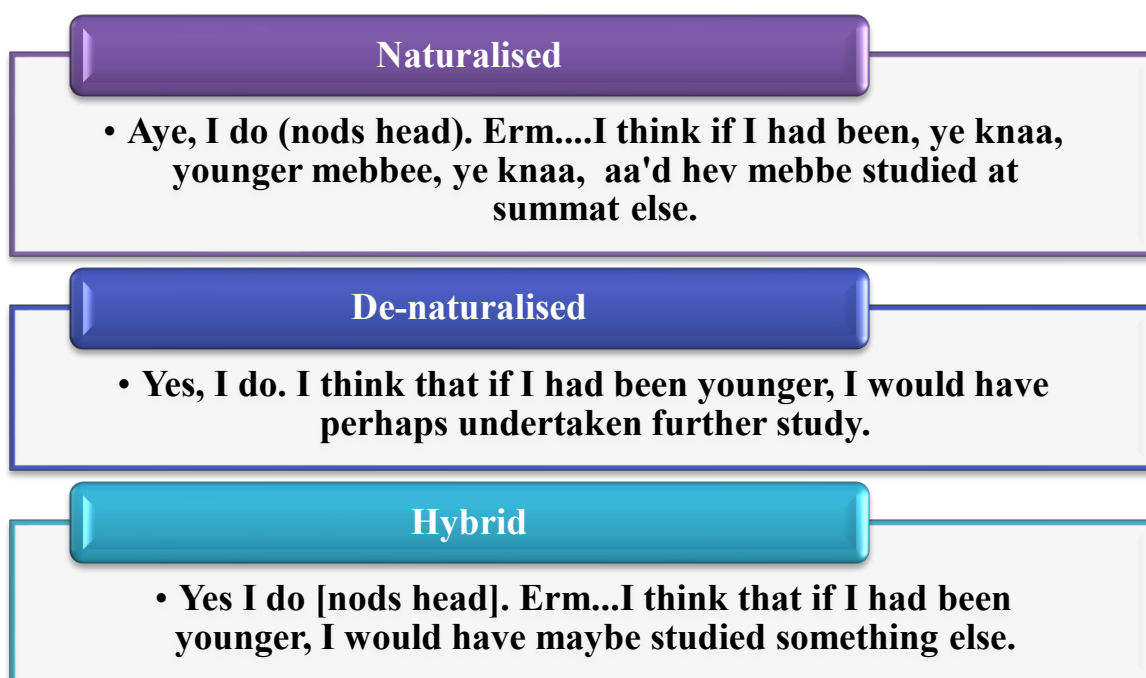 Naturalised
• Aye, I do (nods head). Erm....I think if I had been, ye knaa,
younger mebbee, ye knaa,  aa'd hev mebbe studied at
summat else.
De-naturalised
• Yes, I do. I think that if I had been younger, I would have
perhaps undertaken further study.
Hybrid
• Yes I do [nods head]. Erm...I think that if I had been
younger, I would have maybe studied something else.